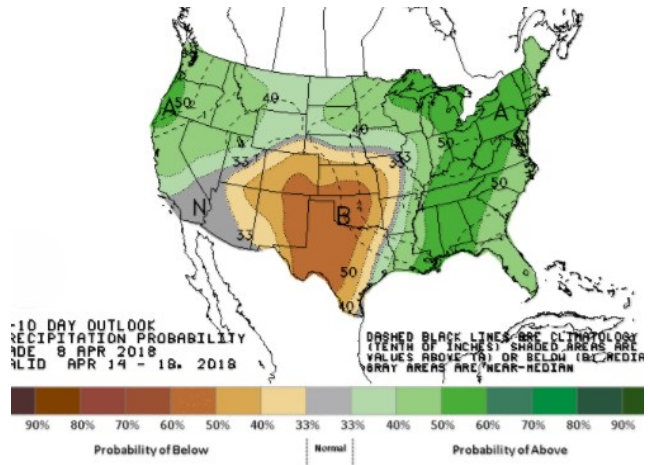 A
50
40
40
33
33
50
A
50
N
33
B
50
40
-10 DAY OUTLOOK
RECIPITATION PROBABILITY
ADE 8 APR 2018
ALID APR 14 - 18, 2018
DASHED BLACK LINES ARE CLIMATOLOGY
(TENTH OF INCHES) SHADED AREAS ARE
VALUES ABOVE (A) OR BELOW (B) MEDIA
GRAY AREAS ARE NEAR-MEDIAN
90% 80% 70% 60% 50% 40% 33% 33% 40% 50% 60% 70% 80% 90%
Probability of Below Normal Probability of Above